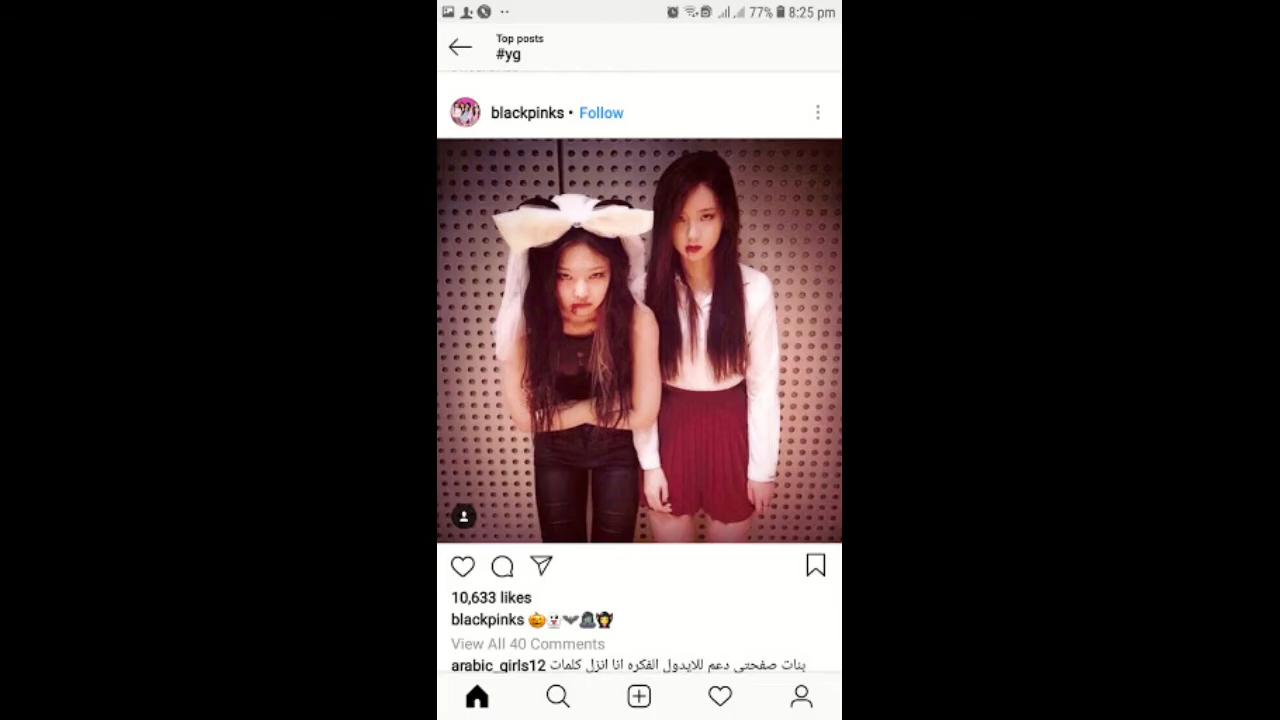 77% 8:25 pm
Top posts
#yg
blackpinks • Follow
10,633 likes
blackpinks 🎃👻🦇
View All 40 Comments
arabic_girls12 بنات صفحتي دعم للايدول الفكره انا انزل كلمات